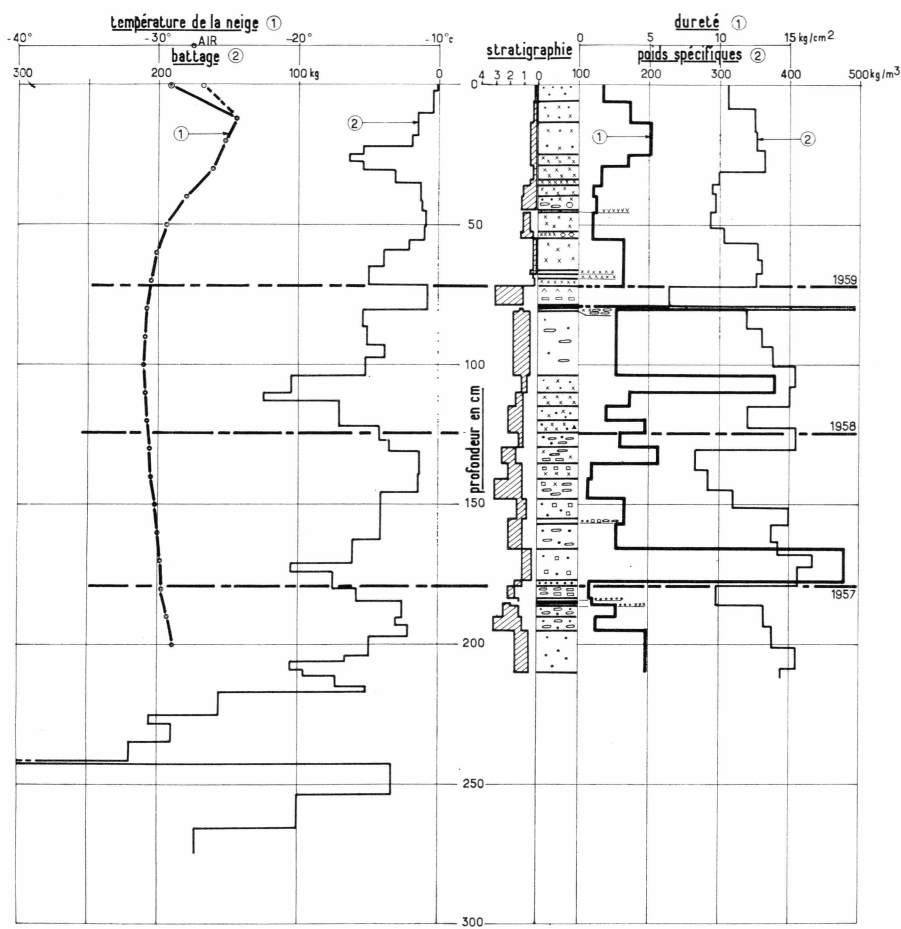 température de la neige ①
-40° -30° -20° -10°c
AIR
battage ②
300 200 100 kg 0
①
②
stratigraphie
4 3 2 1 0 100
dureté ①
0 5 10 15 kg/cm2
poids spécifiques ②
200 300 400 500 kg/m3
①
②
0
50
100
150
200
250
300
profondeur en cm
1959
1958
1957